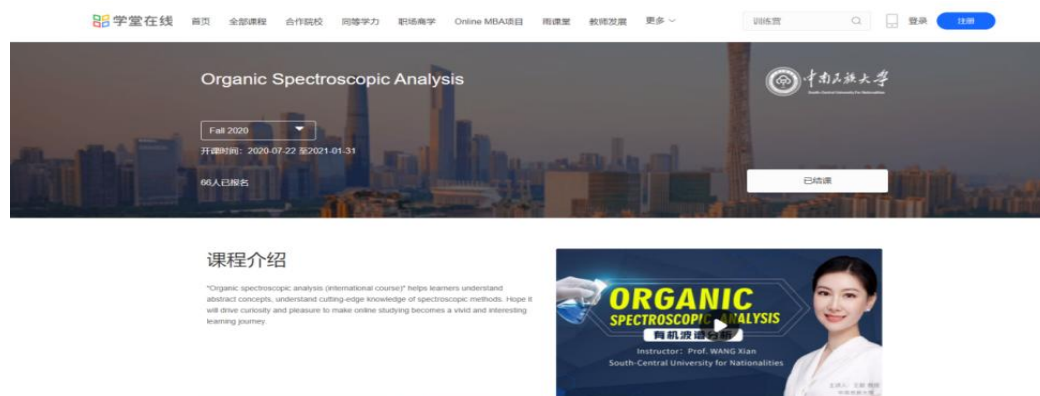 学堂在线 首页 全部课程 合作院校 同等学力 职场商学 Online MBA项目 雨课堂 教师发展 更多 训练营 登录 注册
Organic Spectroscopic Analysis
中南民族大学
South-Central University For Nationalities
Fall 2020
开课时间：2020-07-22 至2021-01-31
66人已报名
已结课
课程介绍
"Organic spectroscopic analysis (international course)" helps learners understand
abstract concepts, understand cutting-edge knowledge of spectroscopic methods. Hope it
will drive curiosity and pleasure to make online studying becomes a vivid and interesting
learning journey.
ORGANIC
SPECTROSCOPIC ANALYSIS
有机波谱分析
Instructor: Prof. WANG Xian
South-Central University for Nationalities